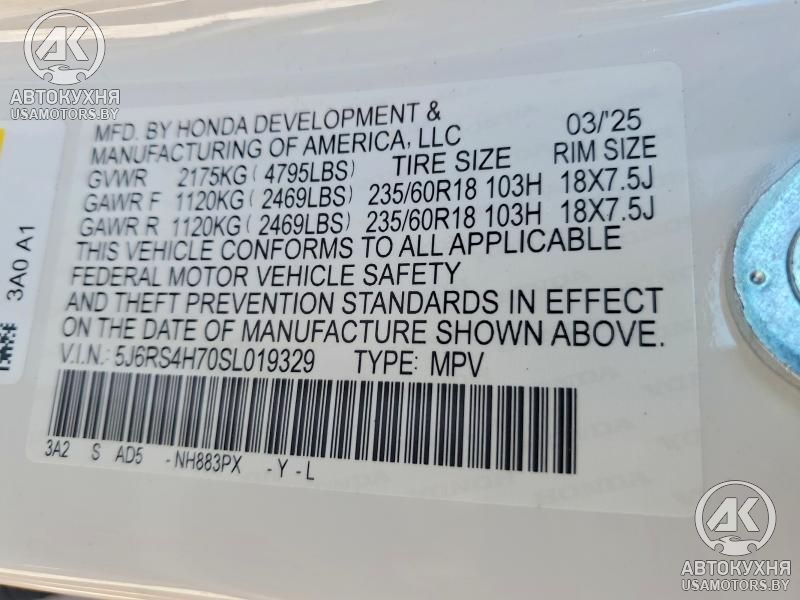 AK
АВТОКУХНЯ
USAMOTORS.BY
MFD. BY HONDA DEVELOPMENT &
MANUFACTURING OF AMERICA, LLC 03/'25
GVWR 2175KG ( 4795LBS) TIRE SIZE RIM SIZE
GAWR F 1120KG ( 2469LBS) 235/60R18 103H 18X7.5J
GAWR R 1120KG ( 2469LBS) 235/60R18 103H 18X7.5J
THIS VEHICLE CONFORMS TO ALL APPLICABLE
FEDERAL MOTOR VEHICLE SAFETY
AND THEFT PREVENTION STANDARDS IN EFFECT
ON THE DATE OF MANUFACTURE SHOWN ABOVE.
V.I.N.: 5J6RS4H70SL019329 TYPE: MPV
3A2 S AD5 -NH883PX -Y-L
3A0 A1
AK
АВТОКУХНЯ
USAMOTORS.BY